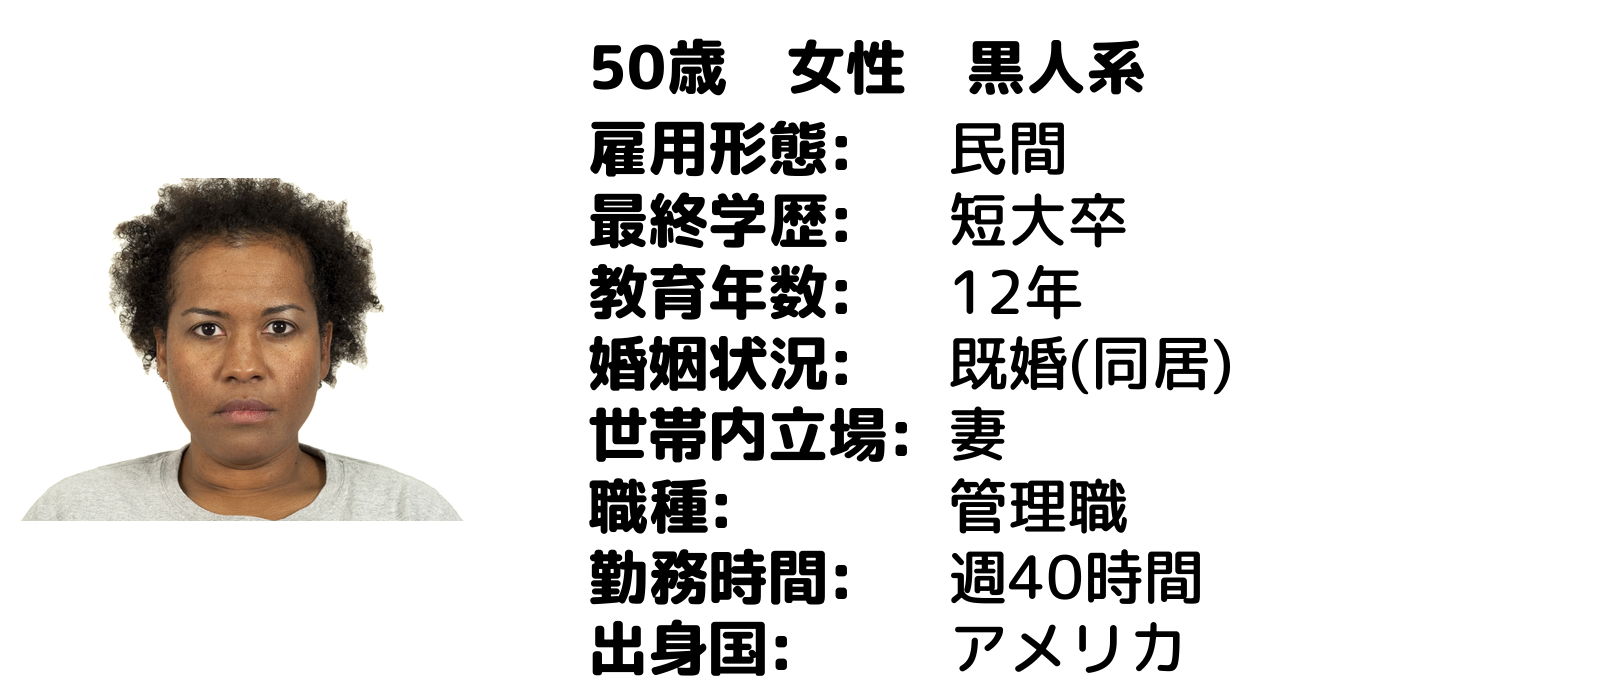 50歳　女性　黒人系
雇用形態:　民間
最終学歴:　短大卒
教育年数:　12年
婚姻状況:　既婚(同居)
世帯内立場:　妻
職種:　管理職
勤務時間:　週40時間
出身国:　アメリカ